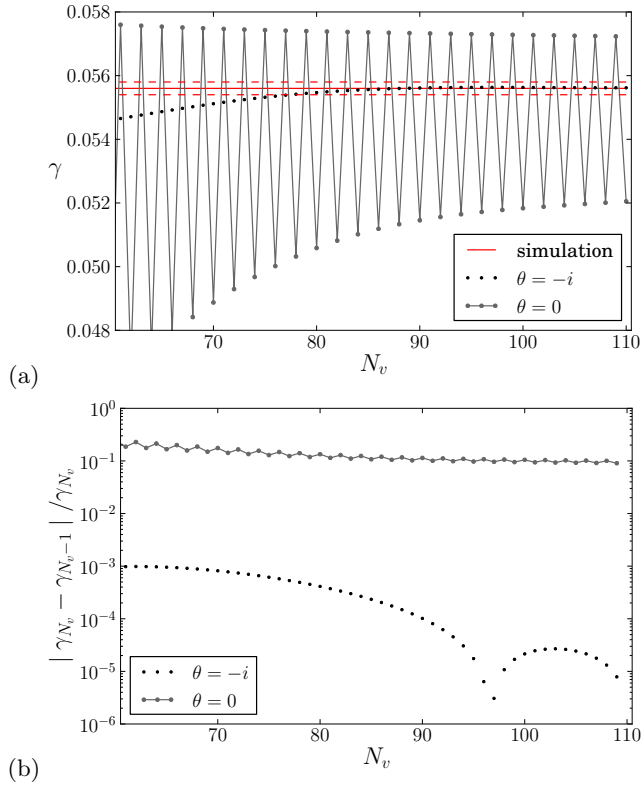 0.058
0.056
0.054
0.052
0.050
0.048
γ
simulation
θ = −i
θ = 0
70 80 90 100 110
N_v
(a)
10^0
10^{-1}
10^{-2}
10^{-3}
10^{-4}
10^{-5}
10^{-6}
| γ_{N_v} − γ_{N_v−1} | /γ_{N_v}
θ = −i
θ = 0
70 80 90 100 110
N_v
(b)